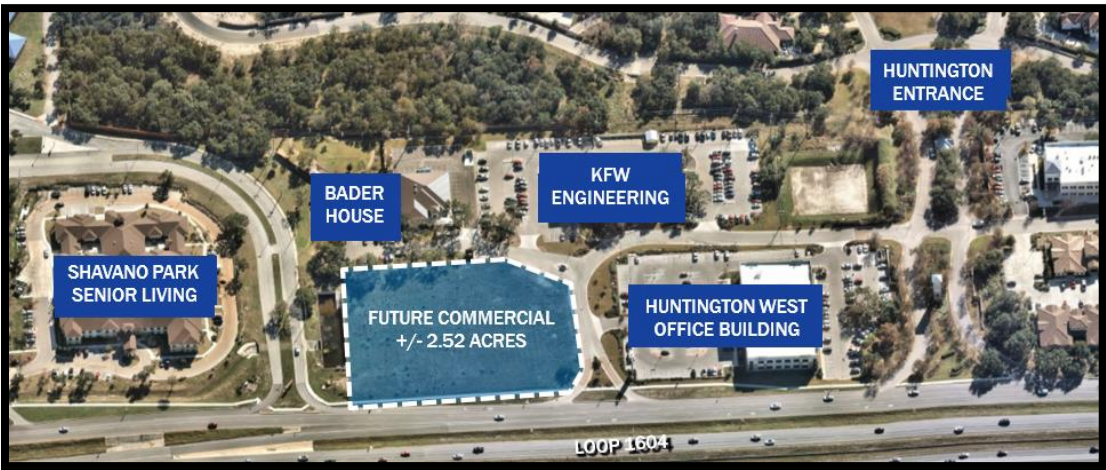 HUNTINGTON
ENTRANCE
KFW
ENGINEERING
BADER
HOUSE
SHAVANO PARK
SENIOR LIVING
FUTURE COMMERCIAL
+/- 2.52 ACRES
HUNTINGTON WEST
OFFICE BUILDING
LOOP 1604